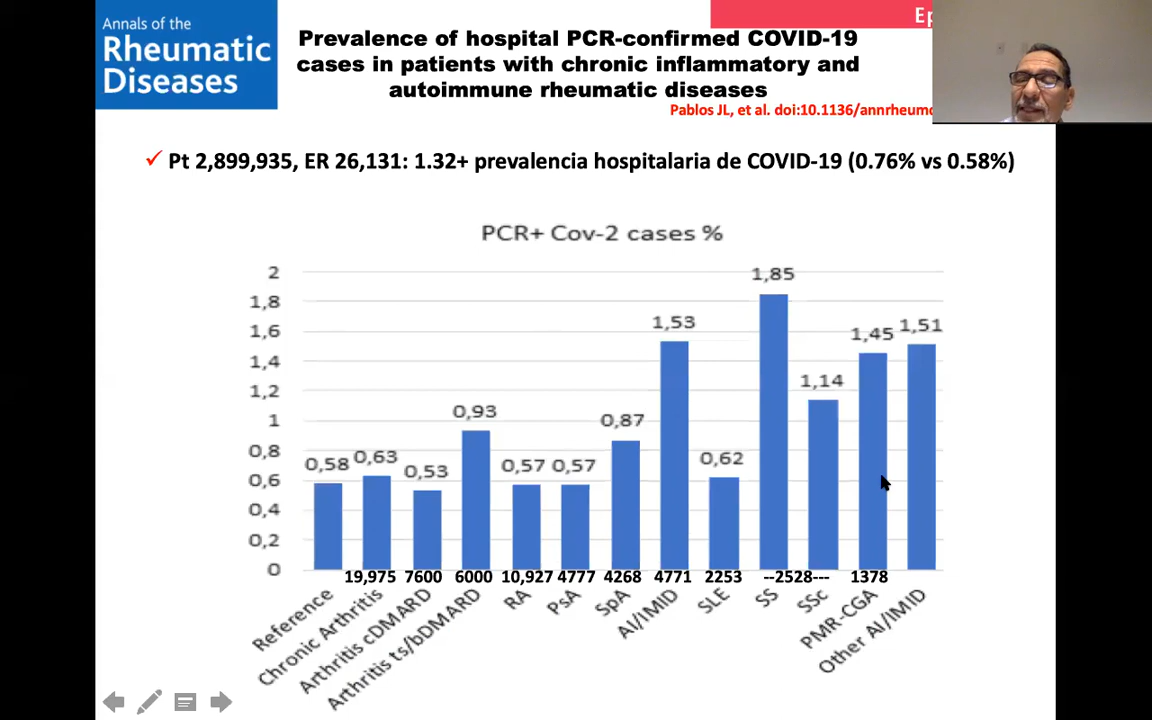 Annals of the
Rheumatic
Diseases
Ep
Prevalence of hospital PCR-confirmed COVID-19
cases in patients with chronic inflammatory and
autoimmune rheumatic diseases
Pablos JL, et al. doi:10.1136/annrheumd
✓ Pt 2,899,935, ER 26,131: 1.32+ prevalencia hospitalaria de COVID-19 (0.76% vs 0.58%)
PCR+ Cov-2 cases %
2
1,8
1,6
1,4
1,2
1
0,8
0,6
0,4
0,2
0
0,58
0,63
0,53
0,93
0,57
0,57
0,87
1,53
0,62
1,85
1,14
1,45
1,51
19,975 7600 6000 10,927 4777 4268 4771 2253 --2528--- 1378
Reference
Chronic Arthritis
Arthritis cDMARD
Arthritis ts/bDMARD
RA
PsA
SpA
AI/IMID
SLE
SS
SSc
PMR-CGA
Other AI/IMID